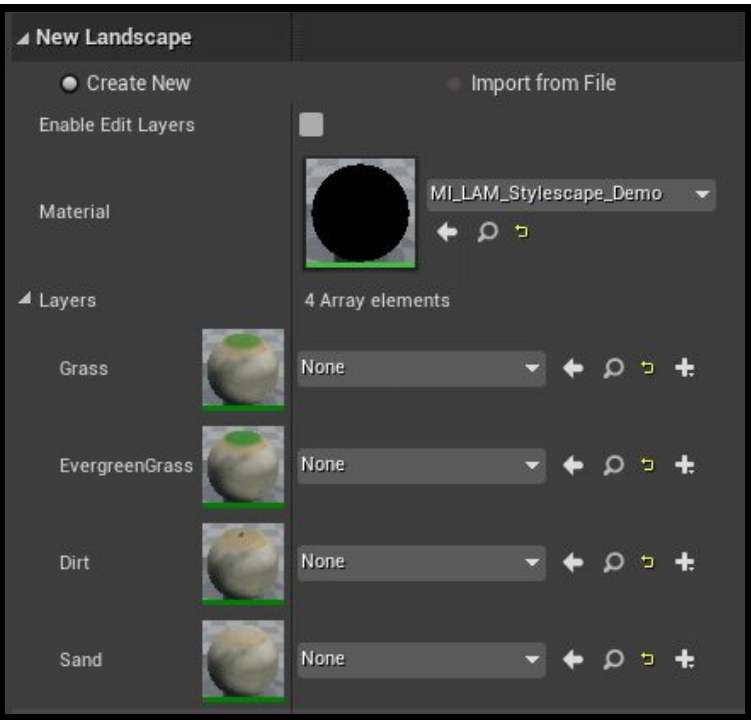 New Landscape
Create New Import from File
Enable Edit Layers
Material MI_LAM_Stylescape_Demo
Layers 4 Array elements
Grass None
EvergreenGrass None
Dirt None
Sand None